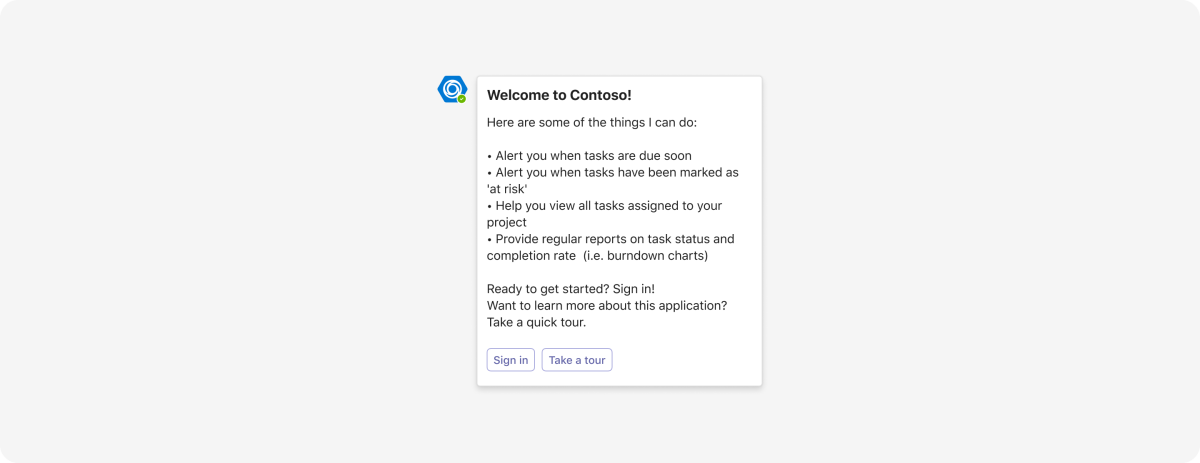 Welcome to Contoso!
Here are some of the things I can do:
• Alert you when tasks are due soon
• Alert you when tasks have been marked as
'at risk'
• Help you view all tasks assigned to your
project
• Provide regular reports on task status and
completion rate  (i.e. burndown charts)
Ready to get started? Sign in!
Want to learn more about this application?
Take a quick tour.
Sign in
Take a tour